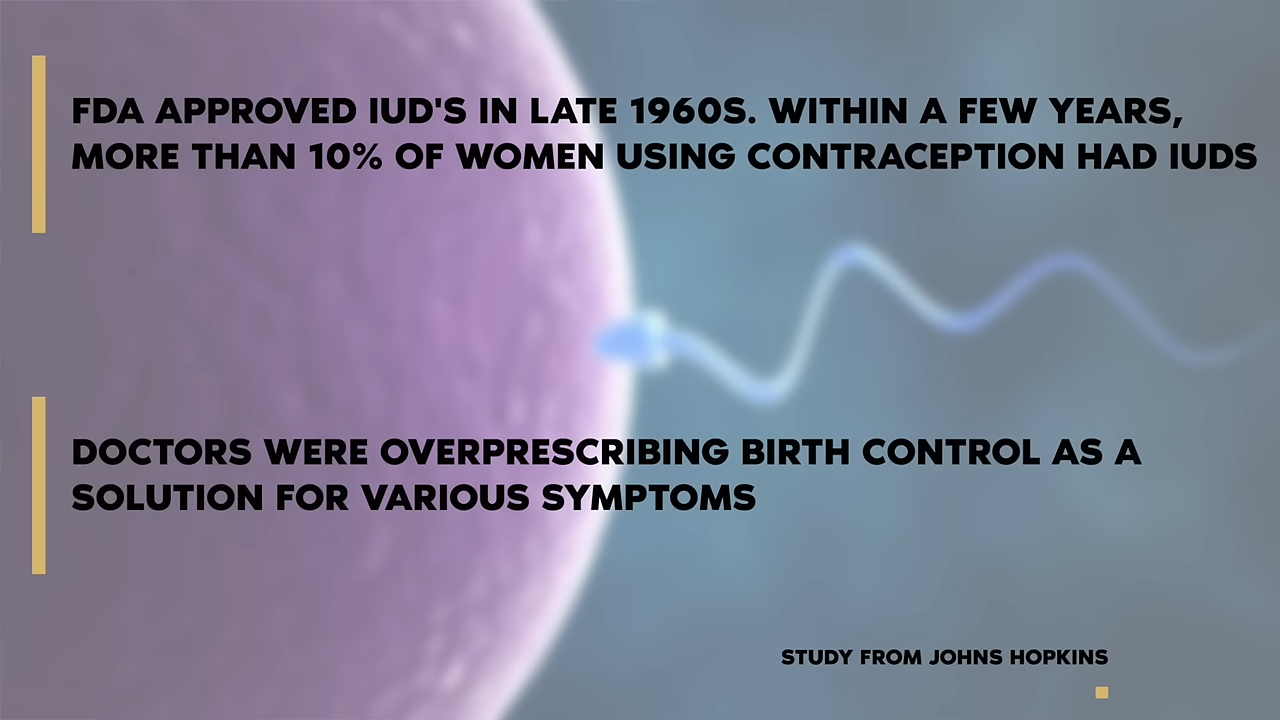 FDA APPROVED IUD'S IN LATE 1960S. WITHIN A FEW YEARS,
MORE THAN 10% OF WOMEN USING CONTRACEPTION HAD IUDS
DOCTORS WERE OVERPRESCRIBING BIRTH CONTROL AS A
SOLUTION FOR VARIOUS SYMPTOMS
STUDY FROM JOHNS HOPKINS